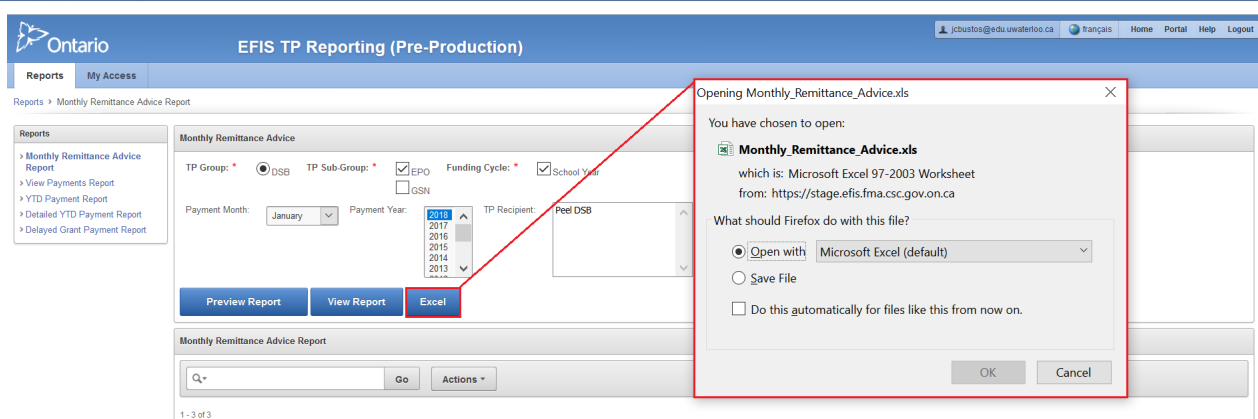 Ontario
EFIS TP Reporting (Pre-Production)
jcbustos@edu.uwaterloo.ca français Home Portal Help Logout
Reports My Access
Reports > Monthly Remittance Advice Report
Reports
Monthly Remittance Advice
Report
View Payments Report
YTD Payment Report
Detailed YTD Payment Report
Delayed Grant Payment Report
Monthly Remittance Advice
TP Group: * DSB TP Sub-Group: * EPO Funding Cycle: * School Year
GSN
Payment Month: January Payment Year: 2018 TP Recipient: Peel DSB
2017
2016
2015
2014
2013
Preview Report View Report Excel
Monthly Remittance Advice Report
Go Actions
1 - 3 of 3
Opening Monthly_Remittance_Advice.xls
You have chosen to open:
Monthly_Remittance_Advice.xls
which is: Microsoft Excel 97-2003 Worksheet
from: https://stage.efis.fma.csc.gov.on.ca
What should Firefox do with this file?
Open with Microsoft Excel (default)
Save File
Do this automatically for files like this from now on.
OK Cancel